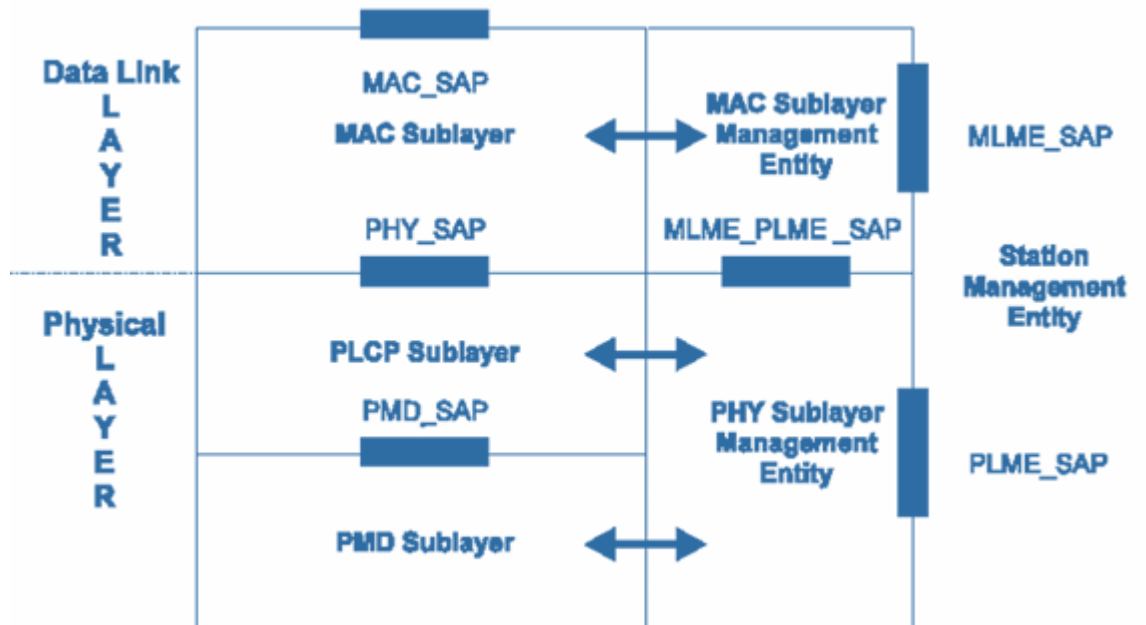 Data Link
L
A
Y
E
R
MAC_SAP
MAC Sublayer
MAC Sublayer
Management
Entity
MLME_SAP
PHY_SAP
MLME_PLME _SAP
Station
Management
Entity
Physical
L
A
Y
E
R
PLCP Sublayer
PMD_SAP
PHY Sublayer
Management
Entity
PLME_SAP
PMD Sublayer